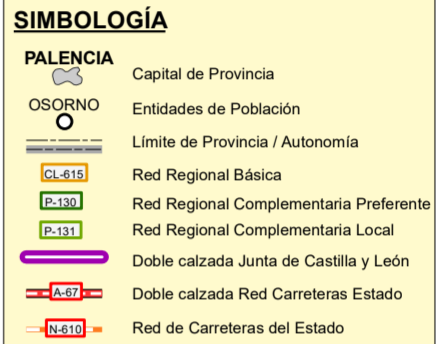 SIMBOLOGÍA
PALENCIA
Capital de Provincia
OSORNO
Entidades de Población
Límite de Provincia / Autonomía
CL-615 Red Regional Básica
P-130 Red Regional Complementaria Preferente
P-131 Red Regional Complementaria Local
Doble calzada Junta de Castilla y León
A-67 Doble calzada Red Carreteras Estado
N-610 Red de Carreteras del Estado